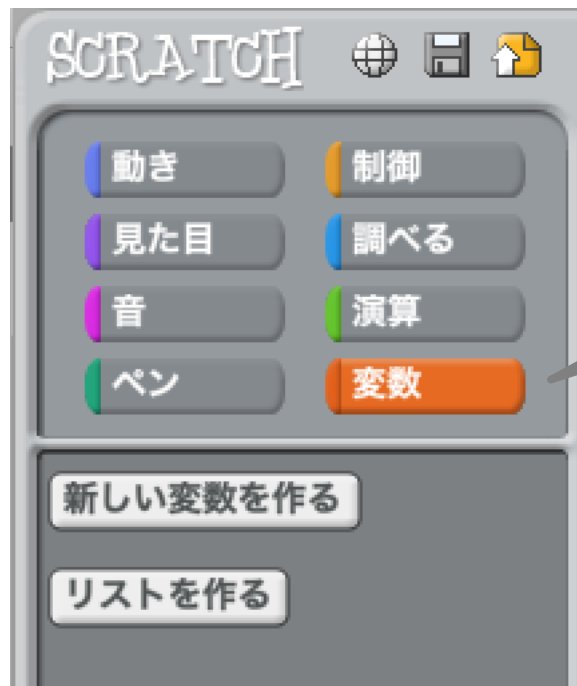 SCRATCH
動き 制御
見た目 調べる
音 演算
ペン 変数
新しい変数を作る
リストを作る